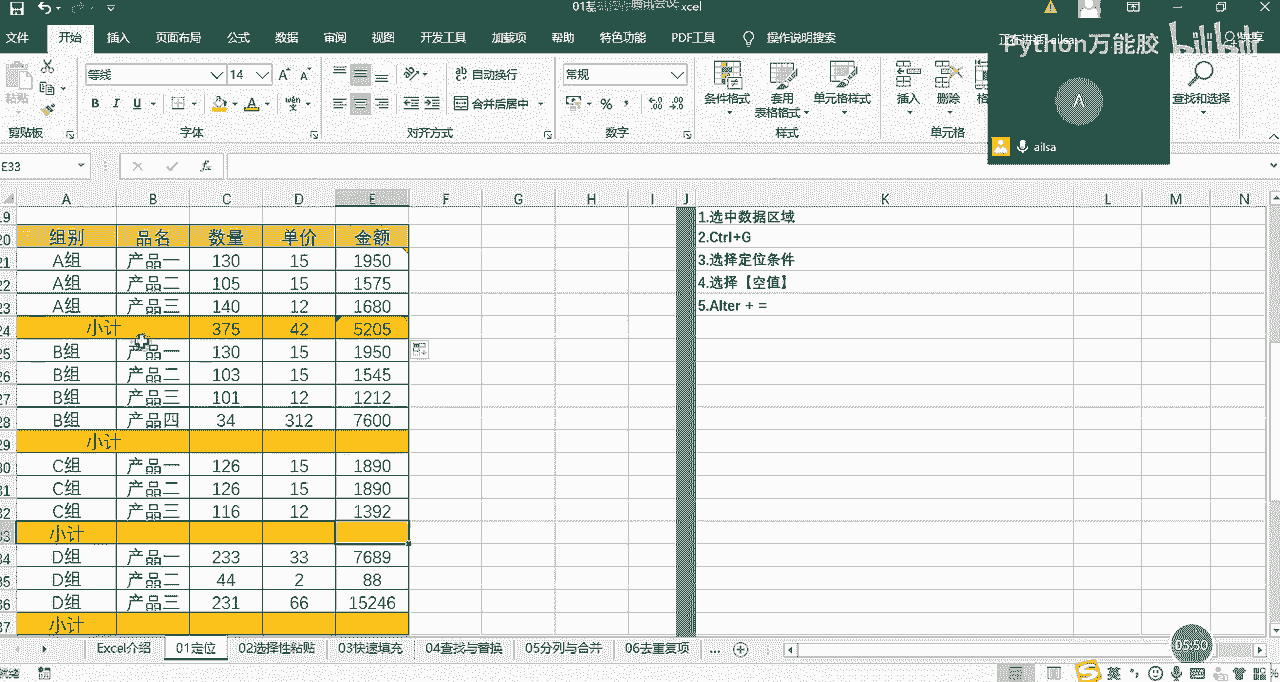 01基 腾讯会议 xcel
文件 开始 插入 页面布局 公式 数据 审阅 视图 开发工具 加载项 帮助 特色功能 PDF工具 操作说明搜索
Python万能胶 bilibili
粘贴 等线 14 自动换行 常规 条件格式 套用 单元格样式 插入 删除 格 查找和选择
B I U 合并后居中 % 表格格式
剪贴板 字体 对齐方式 数字 样式 单元格
ailsa
E33 fx
A B C D E F G H I J K L M N
19 1.选中数据区域
20 组别 品名 数量 单价 金额 2.Ctrl+G
21 A组 产品一 130 15 1950 3.选择定位条件
22 A组 产品二 105 15 1575 4.选择【空值】
23 A组 产品三 140 12 1680 5.Alter + =
24 小计 375 42 5205
25 B组 产品一 130 15 1950
26 B组 产品二 103 15 1545
27 B组 产品三 101 12 1212
28 B组 产品四 34 312 7600
29 小计
30 C组 产品一 126 15 1890
31 C组 产品二 126 15 1890
32 C组 产品三 116 12 1392
33 小计
34 D组 产品一 233 33 7689
35 D组 产品二 44 2 88
36 D组 产品三 231 66 15246
37 小计
Excel介绍 01定位 02选择性粘贴 03快速填充 04查找与替换 05分列与合并 06去重复项 ...
05:50
英